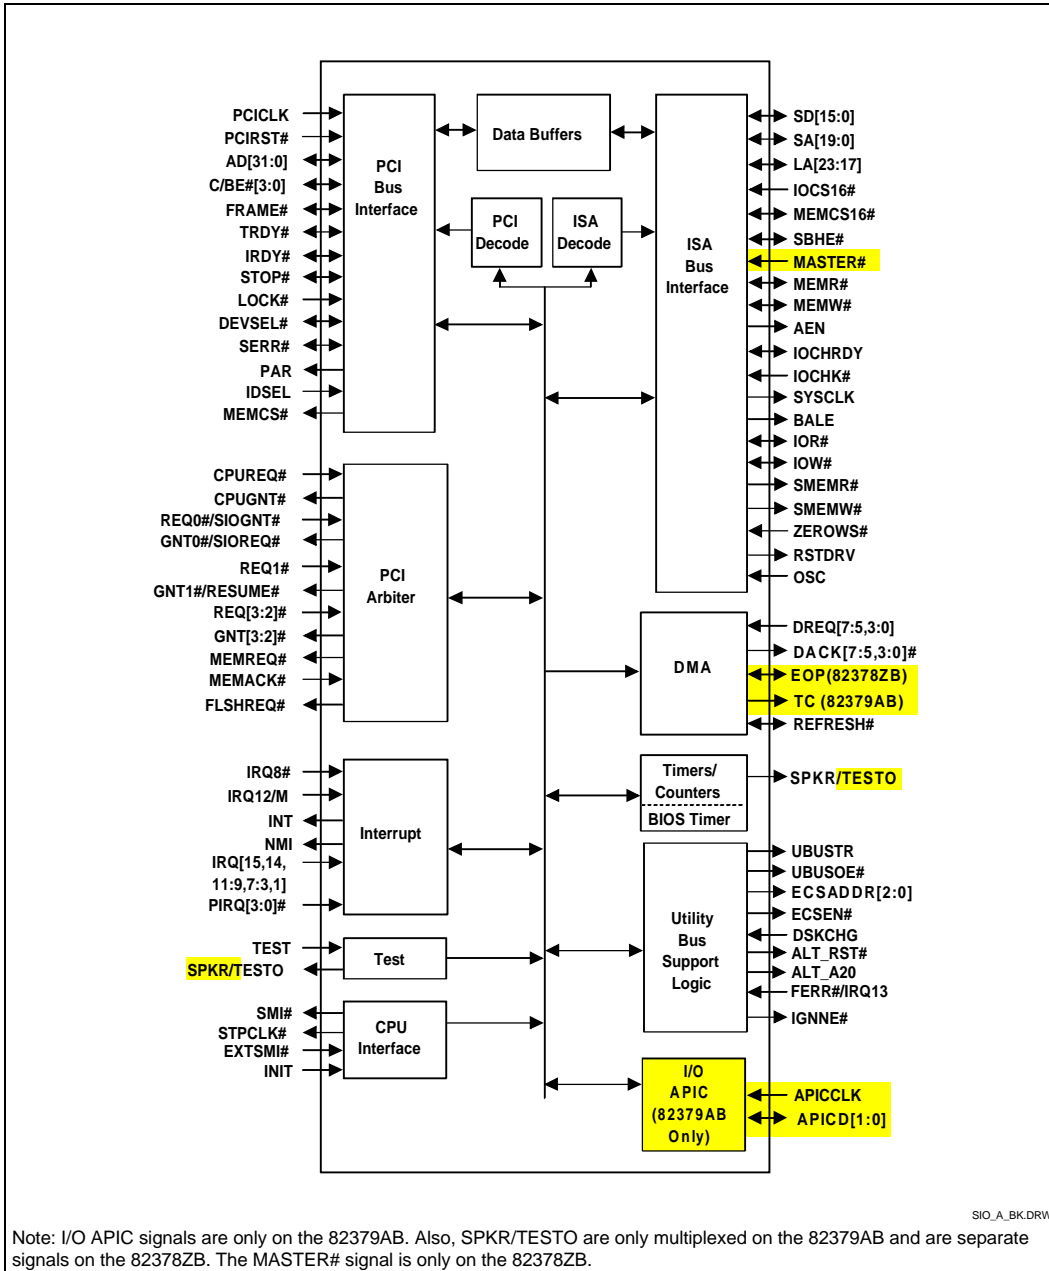 PCICLK
PCIRST#
AD[31:0]
C/BE#[3:0]
FRAME#
TRDY#
IRDY#
STOP#
LOCK#
DEVSEL#
SERR#
PAR
IDSEL
MEMCS#
PCI
Bus
Interface
Data Buffers
PCI
Decode
ISA
Decode
ISA
Bus
Interface
SD[15:0]
SA[19:0]
LA[23:17]
IOCS16#
MEMCS16#
SBHE#
MASTER#
MEMR#
MEMW#
AEN
IOCHRDY
IOCHK#
SYSCLK
BALE
IOR#
IOW#
SMEMR#
SMEMW#
ZEROWS#
RSTDRV
OSC
CPUREQ#
CPUGNT#
REQ0#/SIOGNT#
GNT0#/SIOREQ#
REQ1#
GNT1#/RESUME#
REQ[3:2]#
GNT[3:2]#
MEMREQ#
MEMACK#
FLSHREQ#
PCI
Arbiter
DMA
DREQ[7:5,3:0]
DACK[7:5,3:0]#
EOP(82378ZB)
TC (82379AB)
REFRESH#
IRQ8#
IRQ12/M
INT
NMI
IRQ[15,14,
11:9,7:3,1]
PIRQ[3:0]#
Interrupt
Timers/
Counters
BIOS Timer
SPKR/TESTO
TEST
SPKR/TESTO
Test
Utility
Bus
Support
Logic
UBUSTR
UBUSOE#
ECSADDR[2:0]
ECSEN#
DSKCHG
ALT_RST#
ALT_A20
FERR#/IRQ13
IGNNE#
SMI#
STPCLK#
EXTSMI#
INIT
CPU
Interface
I/O
APIC
(82379AB
Only)
APICCLK
APICD[1:0]
SIO_A_BK.DRW
Note: I/O APIC signals are only on the 82379AB. Also, SPKR/TESTO are only multiplexed on the 82379AB and are separate
signals on the 82378ZB. The MASTER# signal is only on the 82378ZB.